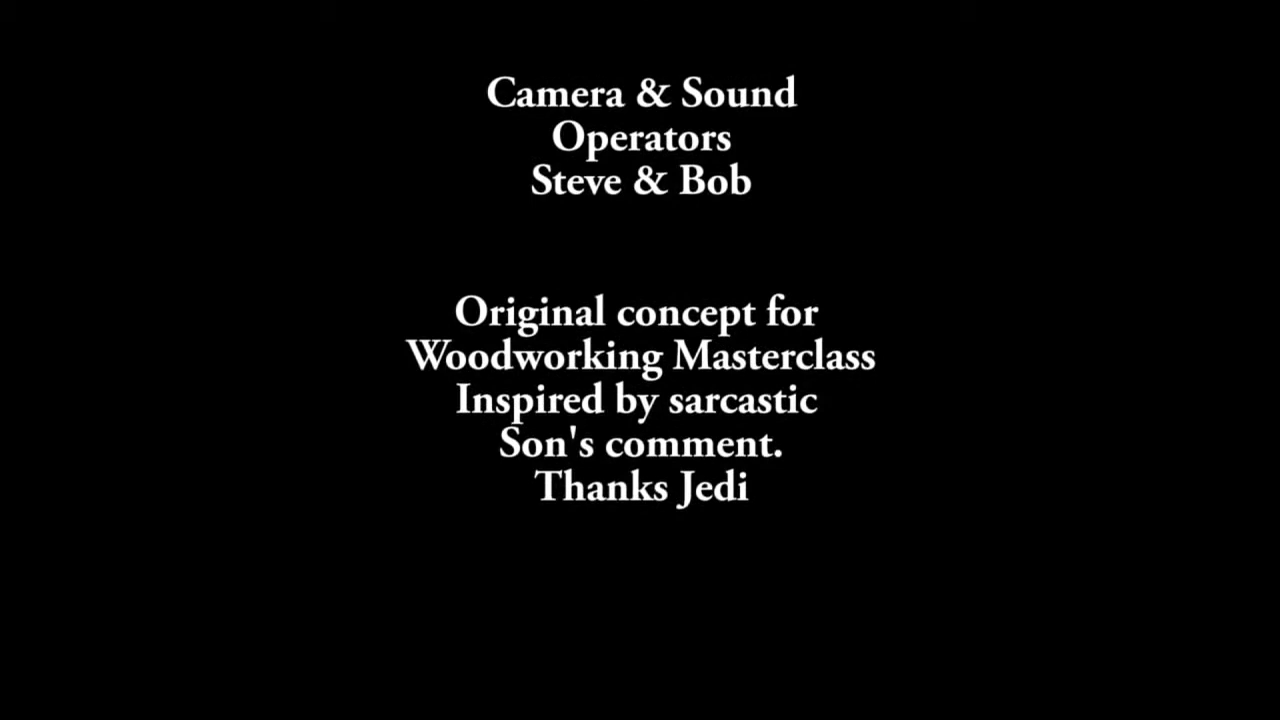 Camera & Sound
Operators
Steve & Bob
Original concept for
Woodworking Masterclass
Inspired by sarcastic
Son's comment.
Thanks Jedi